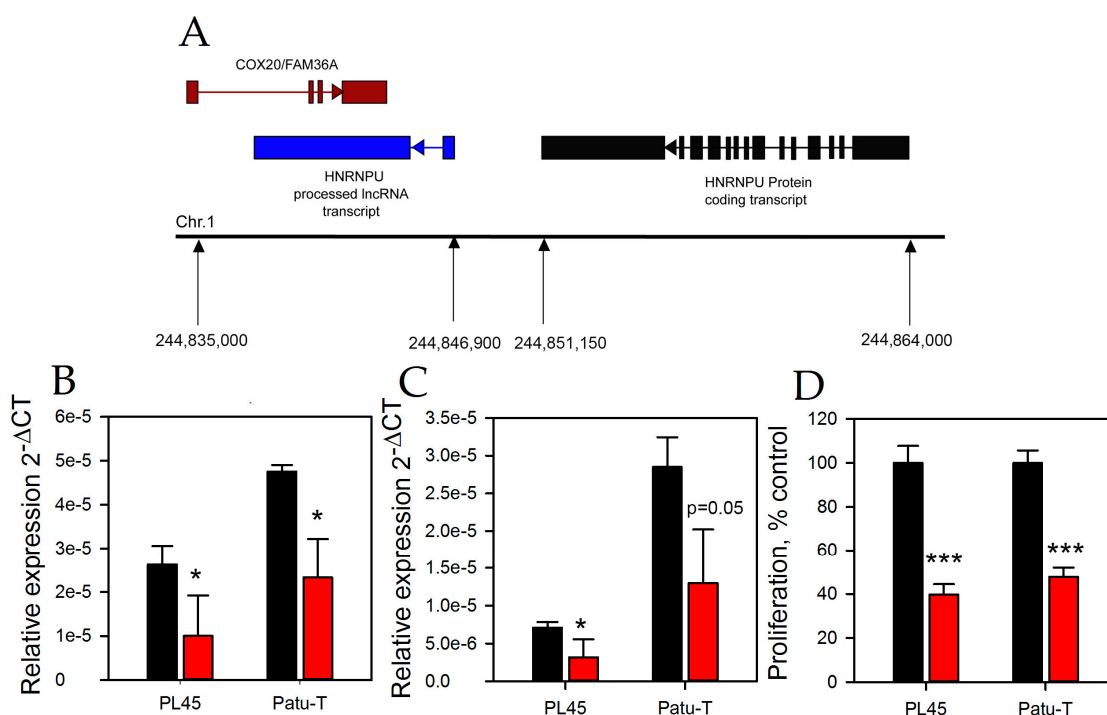 A
COX20/FAM36A
HNRNPU
processed lncRNA
transcript
HNRNPU Protein
coding transcript
Chr.1
244,835,000
244,846,900
244,851,150
244,864,000
B
Relative expression 2^-ΔCT
6e-5
5e-5
4e-5
3e-5
2e-5
1e-5
0
*
*
PL45
Patu-T
C
Relative expression 2^-ΔCT
3.5e-5
3.0e-5
2.5e-5
2.0e-5
1.5e-5
1.0e-5
5.0e-6
0.0
*
p=0.05
PL45
Patu-T
D
Proliferation, % control
120
100
80
60
40
20
0
***
***
PL45
Patu-T